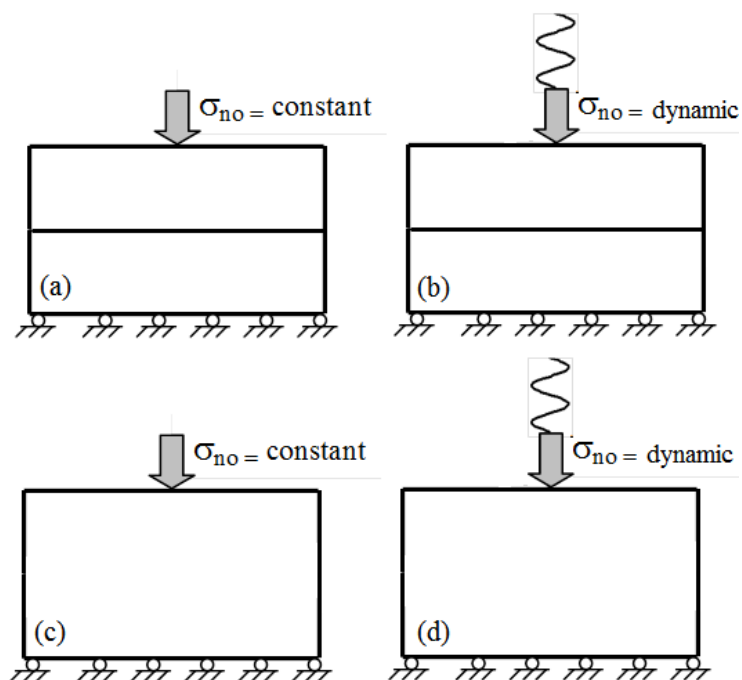 σno = constant
σno = dynamic
(a)
(b)
σno = constant
σno = dynamic
(c)
(d)